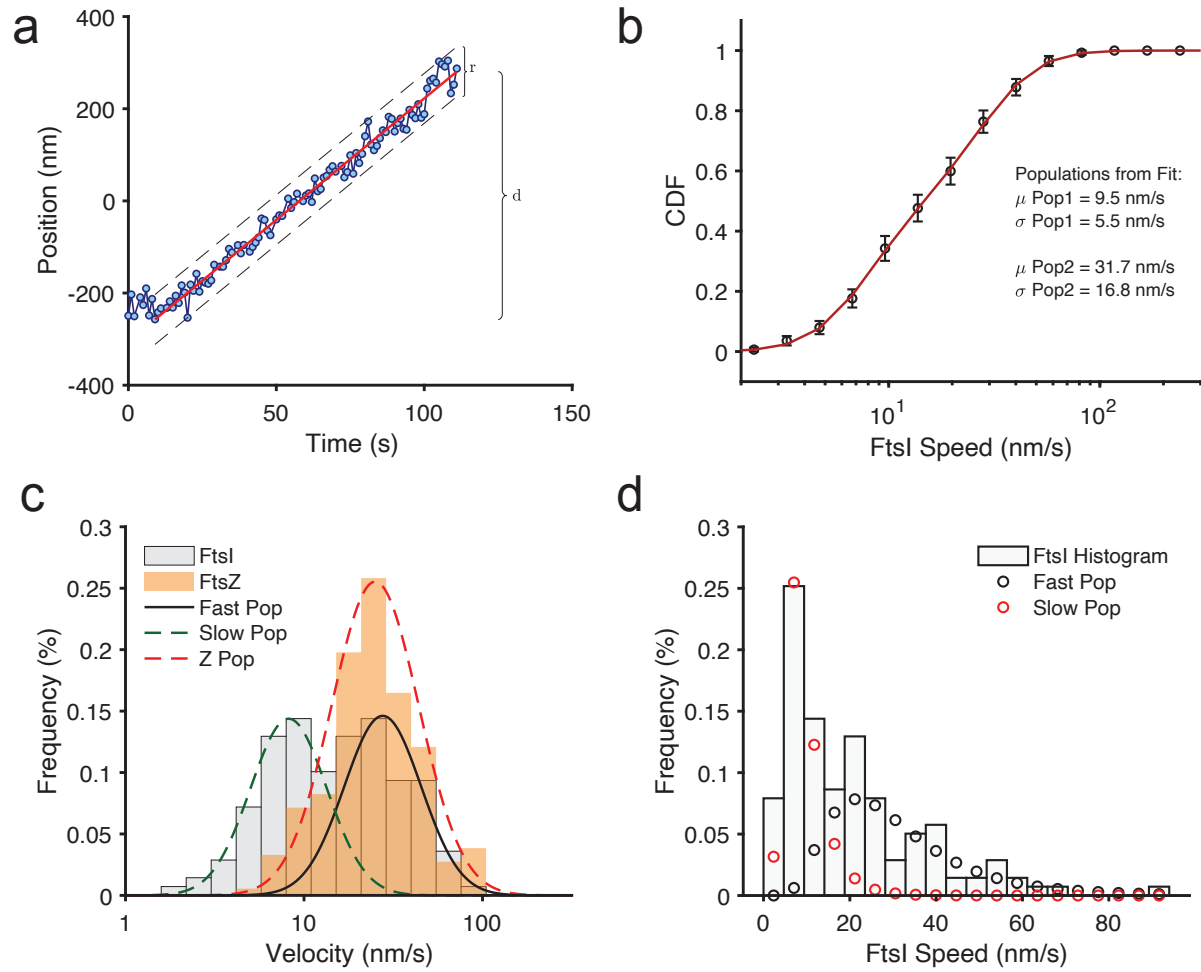 a
400
200
0
-200
-400
Position (nm)
0
50
100
150
Time (s)
r
d
b
1
0.8
0.6
0.4
0.2
0
CDF
Populations from Fit:
μ Pop1 = 9.5 nm/s
σ Pop1 = 5.5 nm/s
μ Pop2 = 31.7 nm/s
σ Pop2 = 16.8 nm/s
10¹
10²
FtsI Speed (nm/s)
c
0.3
0.25
0.2
0.15
0.1
0.05
0
Frequency (%)
FtsI
FtsZ
Fast Pop
Slow Pop
Z Pop
1
10
100
Velocity (nm/s)
d
0.3
0.25
0.2
0.15
0.1
0.05
0
Frequency (%)
FtsI Histogram
Fast Pop
Slow Pop
0
20
40
60
80
FtsI Speed (nm/s)